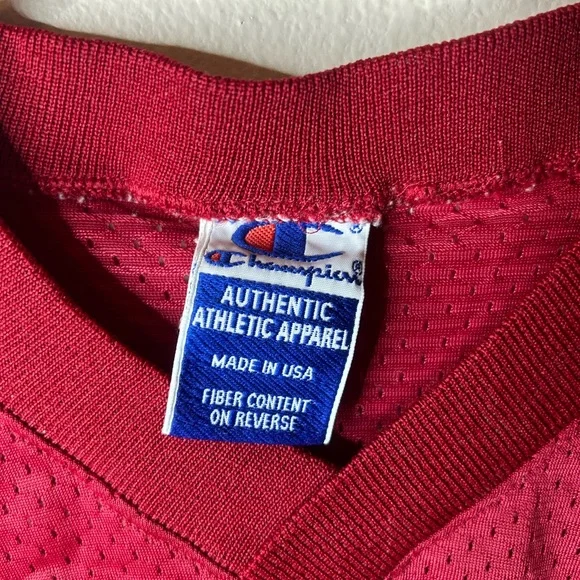 Champion®
AUTHENTIC
ATHLETIC APPAREL
MADE IN USA
FIBER CONTENT
ON REVERSE